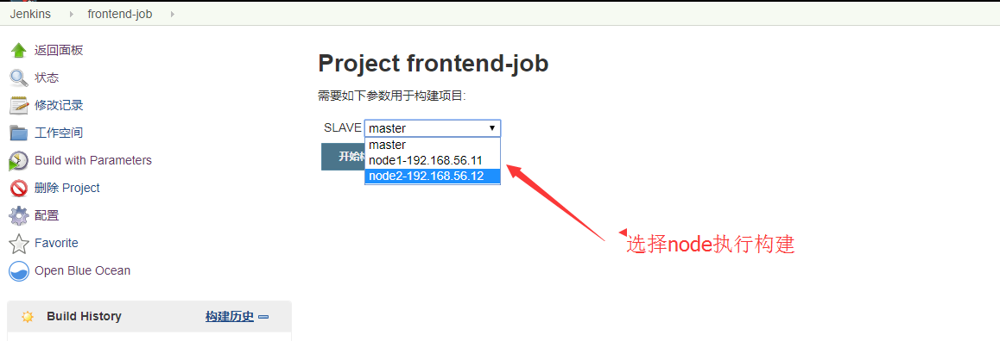 Jenkins frontend-job
返回面板
状态
修改记录
工作空间
Build with Parameters
删除 Project
配置
Favorite
Open Blue Ocean
Build History 构建历史
Project frontend-job
需要如下参数用于构建项目:
SLAVE master
master
node1-192.168.56.11
node2-192.168.56.12
开始
选择node执行构建